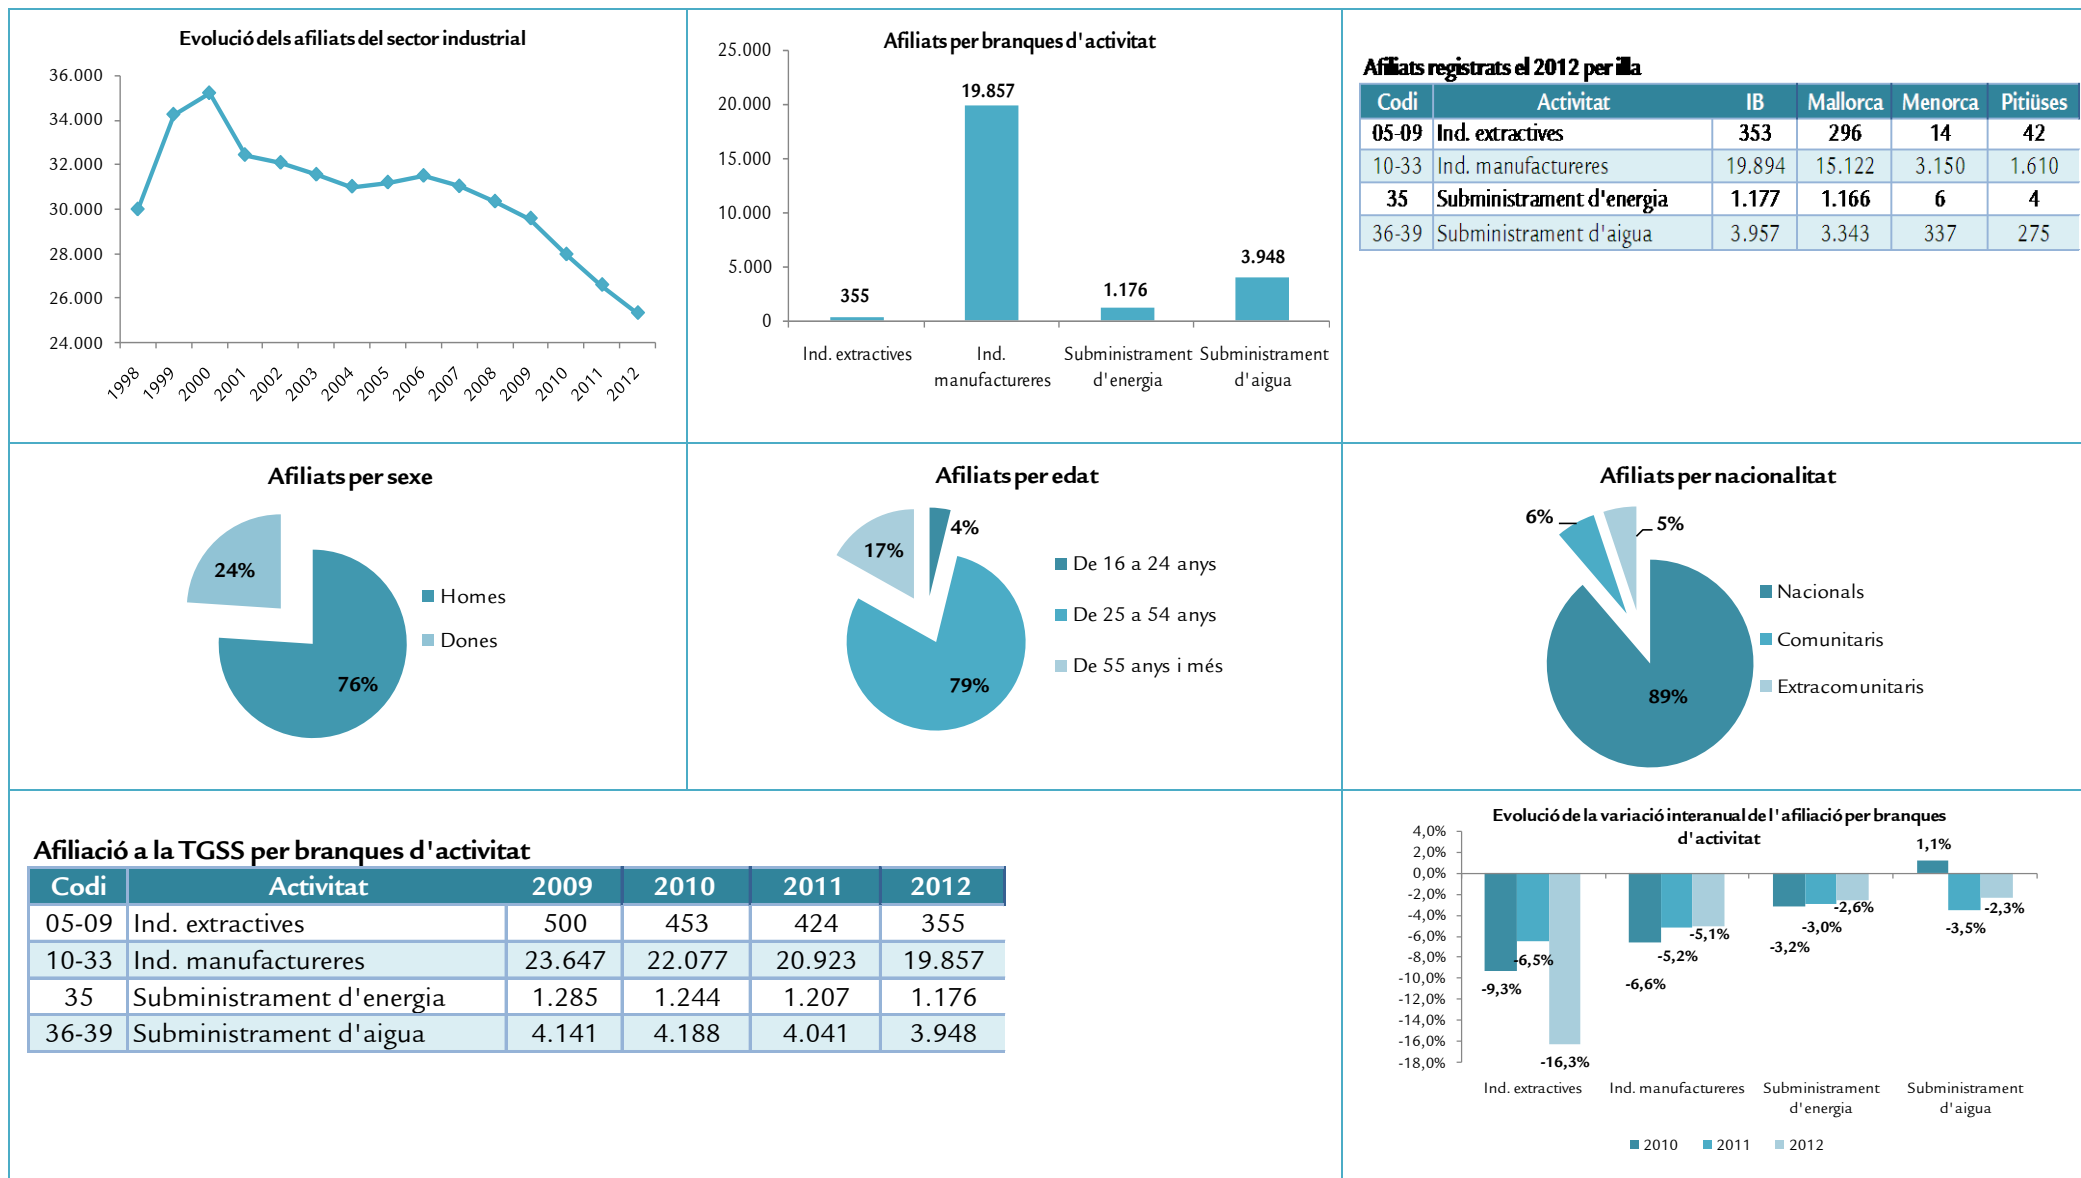 Evolució dels afiliats del sector industrial
36.000
34.000
32.000
30.000
28.000
26.000
24.000
1998 1999 2000 2001 2002 2003 2004 2005 2006 2007 2008 2009 2010 2011 2012
Afiliats per branques d'activitat
25.000
20.000
15.000
10.000
5.000
0
355
19.857
1.176
3.948
Ind. extractives
Ind.
manufactureres
Subministrament
d'energia
Subministrament
d'aigua
Afiliats registrats el 2012 per illa
Codi Activitat IB Mallorca Menorca Pitiüses
05-09 Ind. extractives 353 296 14 42
10-33 Ind. manufactureres 19.894 15.122 3.150 1.610
35 Subministrament d'energia 1.177 1.166 6 4
36-39 Subministrament d'aigua 3.957 3.343 337 275
Afiliats per sexe
24%
76%
Homes
Dones
Afiliats per edat
17%
4%
79%
De 16 a 24 anys
De 25 a 54 anys
De 55 anys i més
Afiliats per nacionalitat
6%
5%
89%
Nacionals
Comunitaris
Extracomunitaris
Afiliació a la TGSS per branques d'activitat
Codi Activitat 2009 2010 2011 2012
05-09 Ind. extractives 500 453 424 355
10-33 Ind. manufactureres 23.647 22.077 20.923 19.857
35 Subministrament d'energia 1.285 1.244 1.207 1.176
36-39 Subministrament d'aigua 4.141 4.188 4.041 3.948
Evolució de la variació interanual de l'afiliació per branques
d'activitat
4,0%
2,0%
0,0%
-2,0%
-4,0%
-6,0%
-8,0%
-10,0%
-12,0%
-14,0%
-16,0%
-18,0%
-9,3%
-6,5%
-16,3%
-6,6%
-5,2%
-5,1%
-3,2%
-3,0%
-2,6%
1,1%
-3,5%
-2,3%
Ind. extractives
Ind. manufactureres
Subministrament
d'energia
Subministrament
d'aigua
2010 2011 2012